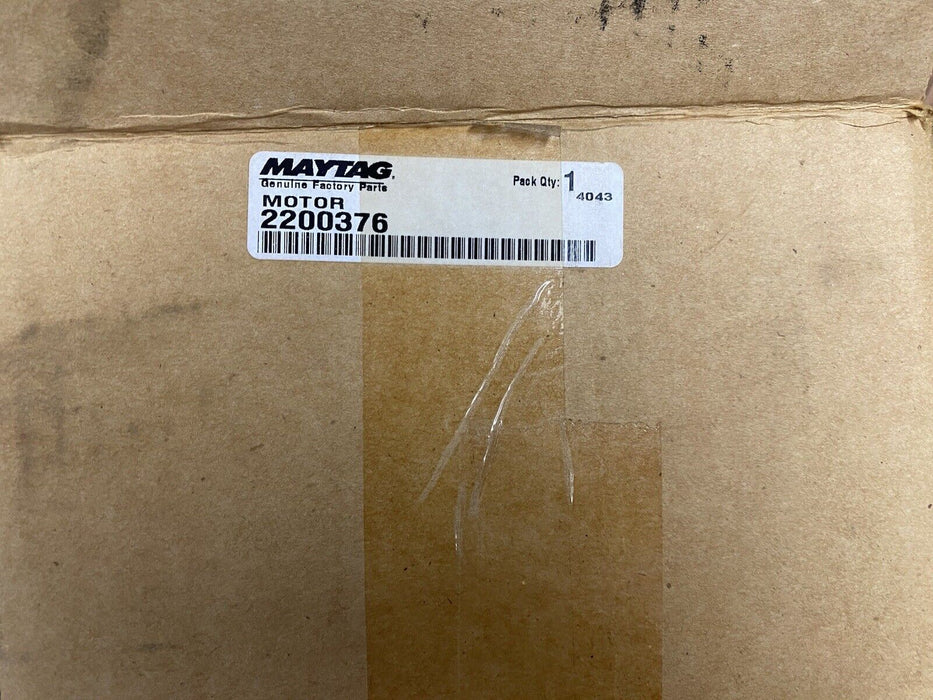 MAYTAG.
Genuine Factory Parts
Pack Qty: 1
4043
MOTOR
2200376